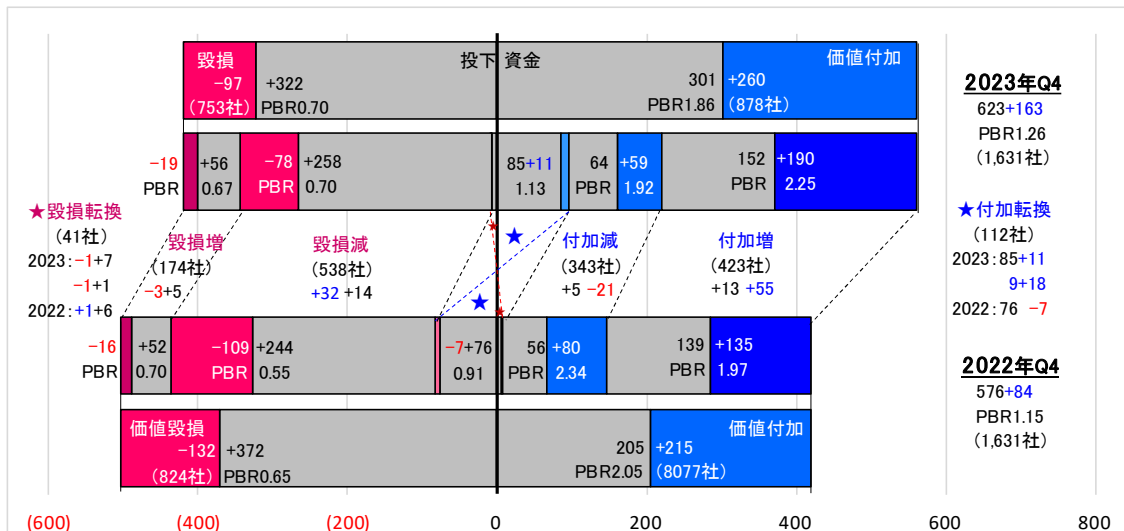 毀損
-97
(753社)
+322
PBR0.70
投下 資金
301
PBR1.86
+260
(878社)
価値付加
2023年Q4
623+163
PBR1.26
(1,631社)
-19
PBR
+56
0.67
-78
PBR
+258
0.70
85+11
1.13
64
PBR
+59
1.92
152
PBR
+190
2.25
★毀損転換
(41社)
2023:-1+7
-1+1
2022:+1+6
毀損増
(174社)
-3+5
毀損減
(538社)
+32 +14
★
★
付加減
(343社)
+5 -21
付加増
(423社)
+13 +55
★付加転換
(112社)
2023:85+11
9+18
2022:76 -7
-16
PBR
+52
0.70
-109
PBR
+244
0.55
-7+76
0.91
56
PBR
+80
2.34
139
PBR
+135
1.97
2022年Q4
576+84
PBR1.15
(1,631社)
価値毀損
-132
(824社)
+372
PBR0.65
205
PBR2.05
+215
(8077社)
価値付加
(600) (400) (200) 0 200 400 600 800